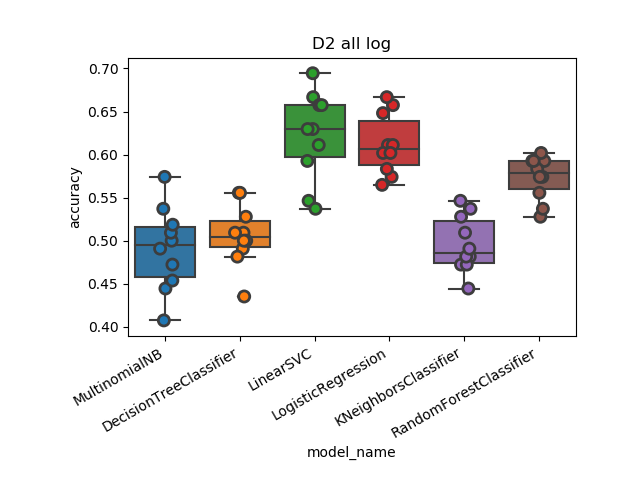 D2 all log
accuracy
0.70
0.65
0.60
0.55
0.50
0.45
0.40
MultinomialNB
DecisionTreeClassifier
LinearSVC
LogisticRegression
KNeighborsClassifier
RandomForestClassifier
model_name